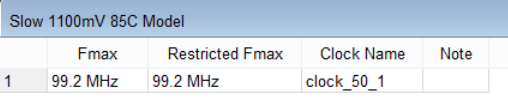 Slow 1100mV 85C Model
Fmax Restricted Fmax Clock Name Note
1 99.2 MHz 99.2 MHz clock_50_1